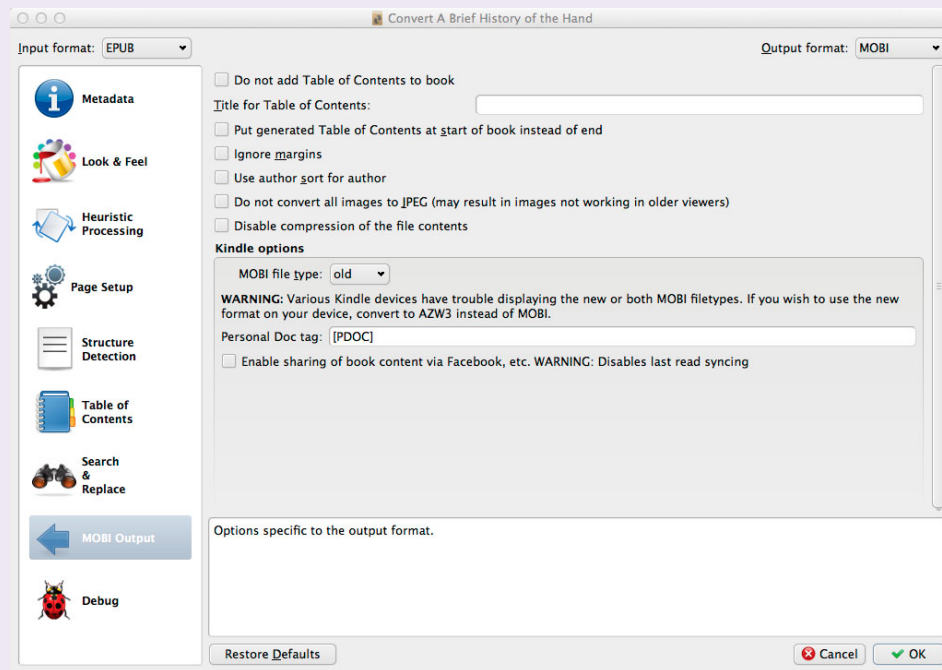 Convert A Brief History of the Hand
Input format: EPUB
Output format: MOBI
Metadata
Look & Feel
Heuristic
Processing
Page Setup
Structure
Detection
Table of
Contents
Search
&
Replace
MOBI Output
Debug
Do not add Table of Contents to book
Title for Table of Contents:
Put generated Table of Contents at start of book instead of end
Ignore margins
Use author sort for author
Do not convert all images to JPEG (may result in images not working in older viewers)
Disable compression of the file contents
Kindle options
MOBI file type: old
WARNING: Various Kindle devices have trouble displaying the new or both MOBI filetypes. If you wish to use the new
format on your device, convert to AZW3 instead of MOBI.
Personal Doc tag: [PDOC]
Enable sharing of book content via Facebook, etc. WARNING: Disables last read syncing
Options specific to the output format.
Restore Defaults
Cancel
OK